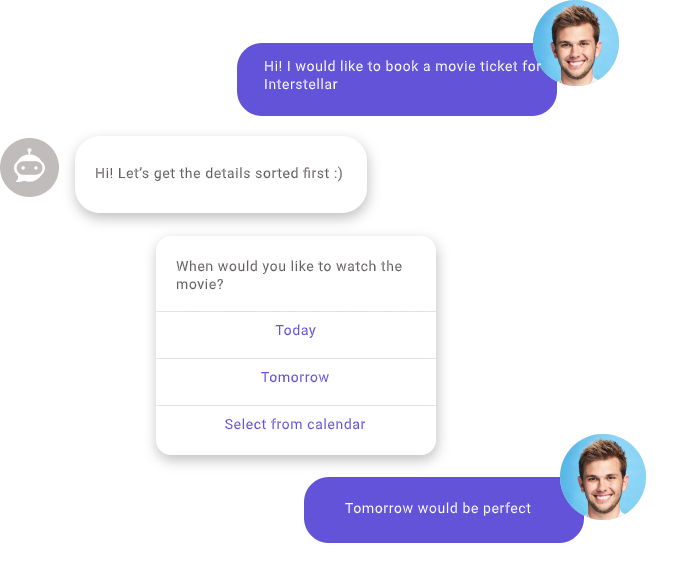 Hi! I would like to book a movie ticket for
Interstellar
Hi! Let’s get the details sorted first :)
When would you like to watch the
movie?
Today
Tomorrow
Select from calendar
Tomorrow would be perfect